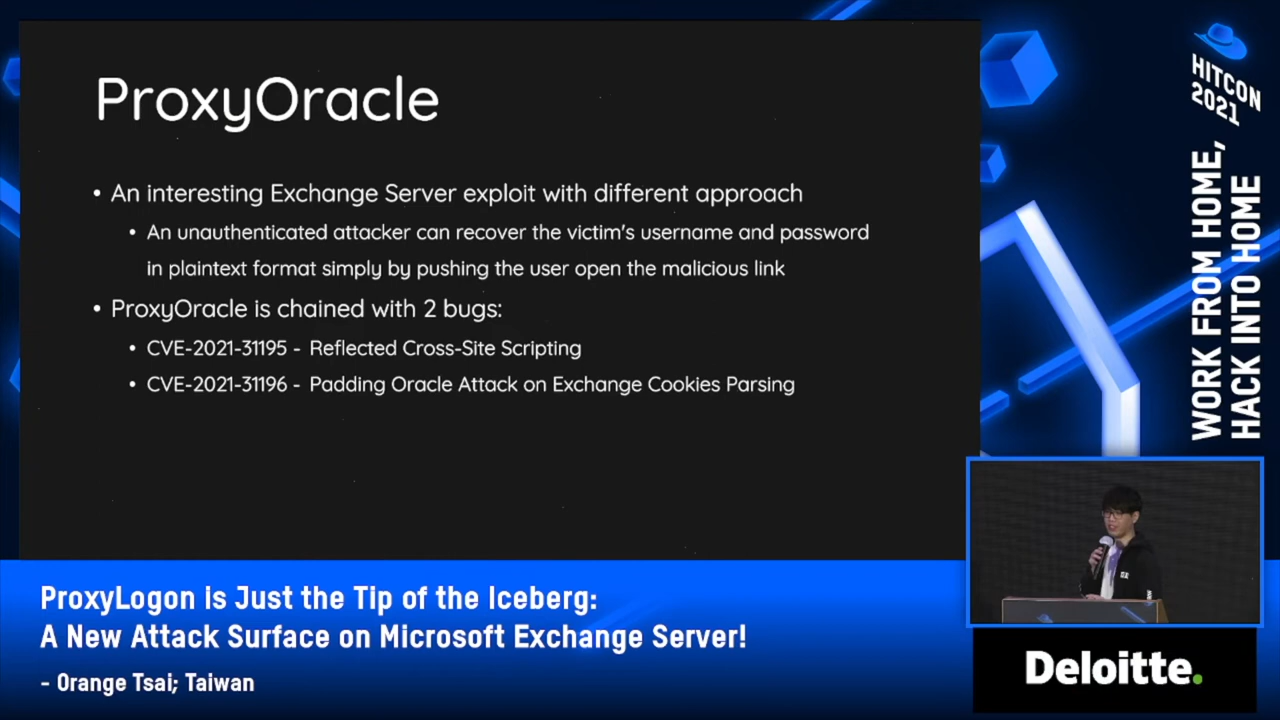 ProxyOracle
• An interesting Exchange Server exploit with different approach
• An unauthenticated attacker can recover the victim's username and password
in plaintext format simply by pushing the user open the malicious link
• ProxyOracle is chained with 2 bugs:
• CVE-2021-31195 - Reflected Cross-Site Scripting
• CVE-2021-31196 - Padding Oracle Attack on Exchange Cookies Parsing
HITCON
2021
WORK FROM HOME,
HACK INTO HOME
ProxyLogon is Just the Tip of the Iceberg:
A New Attack Surface on Microsoft Exchange Server!
- Orange Tsai; Taiwan
Deloitte.